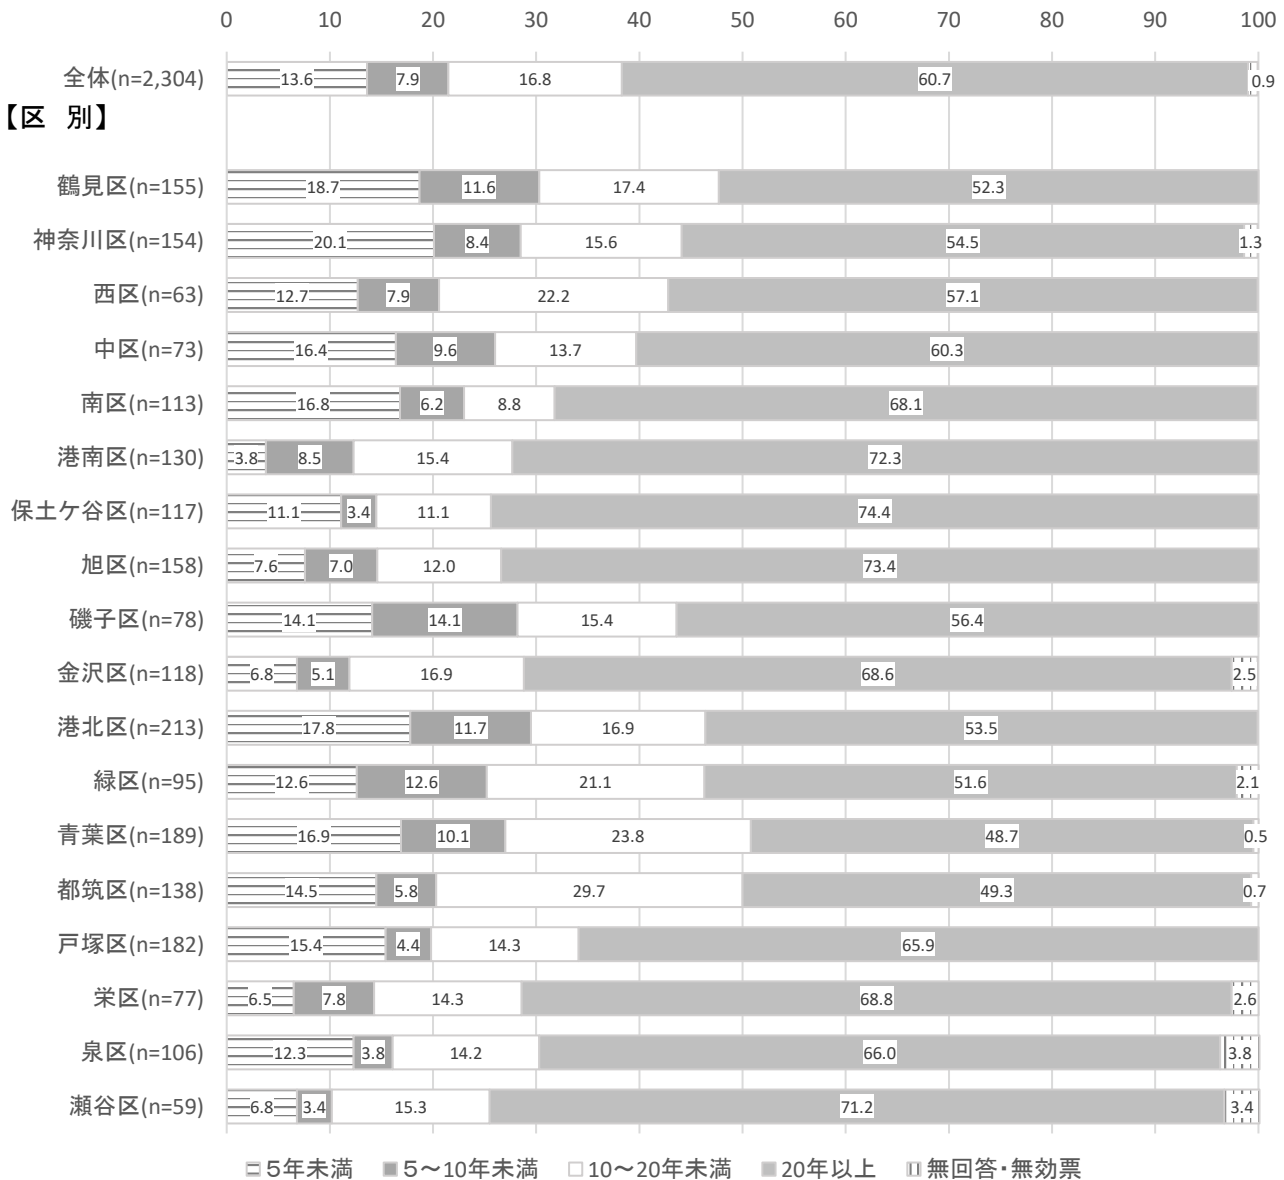 0 10 20 30 40 50 60 70 80 90 100
全体(n=2,304) 13.6 7.9 16.8 60.7 0.9
【区 別】
鶴見区(n=155) 18.7 11.6 17.4 52.3
神奈川区(n=154) 20.1 8.4 15.6 54.5 1.3
西区(n=63) 12.7 7.9 22.2 57.1
中区(n=73) 16.4 9.6 13.7 60.3
南区(n=113) 16.8 6.2 8.8 68.1
港南区(n=130) 3.8 8.5 15.4 72.3
保土ケ谷区(n=117) 11.1 3.4 11.1 74.4
旭区(n=158) 7.6 7.0 12.0 73.4
磯子区(n=78) 14.1 14.1 15.4 56.4
金沢区(n=118) 6.8 5.1 16.9 68.6 2.5
港北区(n=213) 17.8 11.7 16.9 53.5
緑区(n=95) 12.6 12.6 21.1 51.6 2.1
青葉区(n=189) 16.9 10.1 23.8 48.7 0.5
都筑区(n=138) 14.5 5.8 29.7 49.3 0.7
戸塚区(n=182) 15.4 4.4 14.3 65.9
栄区(n=77) 6.5 7.8 14.3 68.8 2.6
泉区(n=106) 12.3 3.8 14.2 66.0 3.8
瀬谷区(n=59) 6.8 3.4 15.3 71.2 3.4
５年未満 ５～10年未満 10～20年未満 20年以上 無回答・無効票